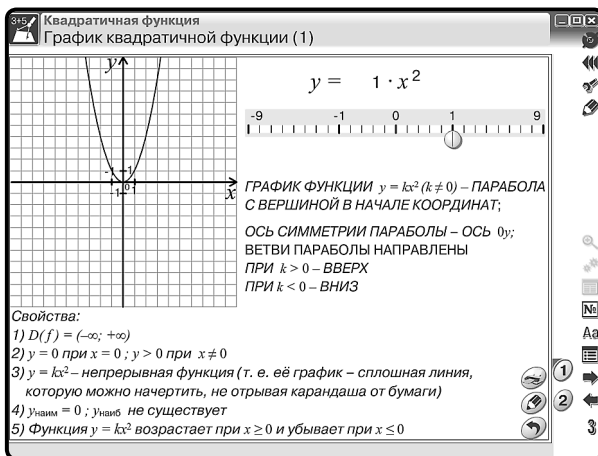 3+5
Квадратичная функция
График квадратичной функции (1)
y
-1
1
0
1
x
y = 1 · x²
-9 -1 0 1 9
ГРАФИК ФУНКЦИИ y = kx² (k ≠ 0) – ПАРАБОЛА
С ВЕРШИНОЙ В НАЧАЛЕ КООРДИНАТ;
ОСЬ СИММЕТРИИ ПАРАБОЛЫ – ОСЬ 0y;
ВЕТВИ ПАРАБОЛЫ НАПРАВЛЕНЫ
ПРИ k > 0 – ВВЕРХ
ПРИ k < 0 – ВНИЗ
Свойства:
1) D(f) = (–∞; +∞)
2) y = 0 при x = 0 ; y > 0 при x ≠ 0
3) y = kx² – непрерывная функция (т. е. её график – сплошная линия,
которую можно начертить, не отрывая карандаша от бумаги)
4) yнаим = 0 ; yнаиб не существует
5) Функция y = kx² возрастает при x ≥ 0 и убывает при x ≤ 0
№
Aa
1
2
3